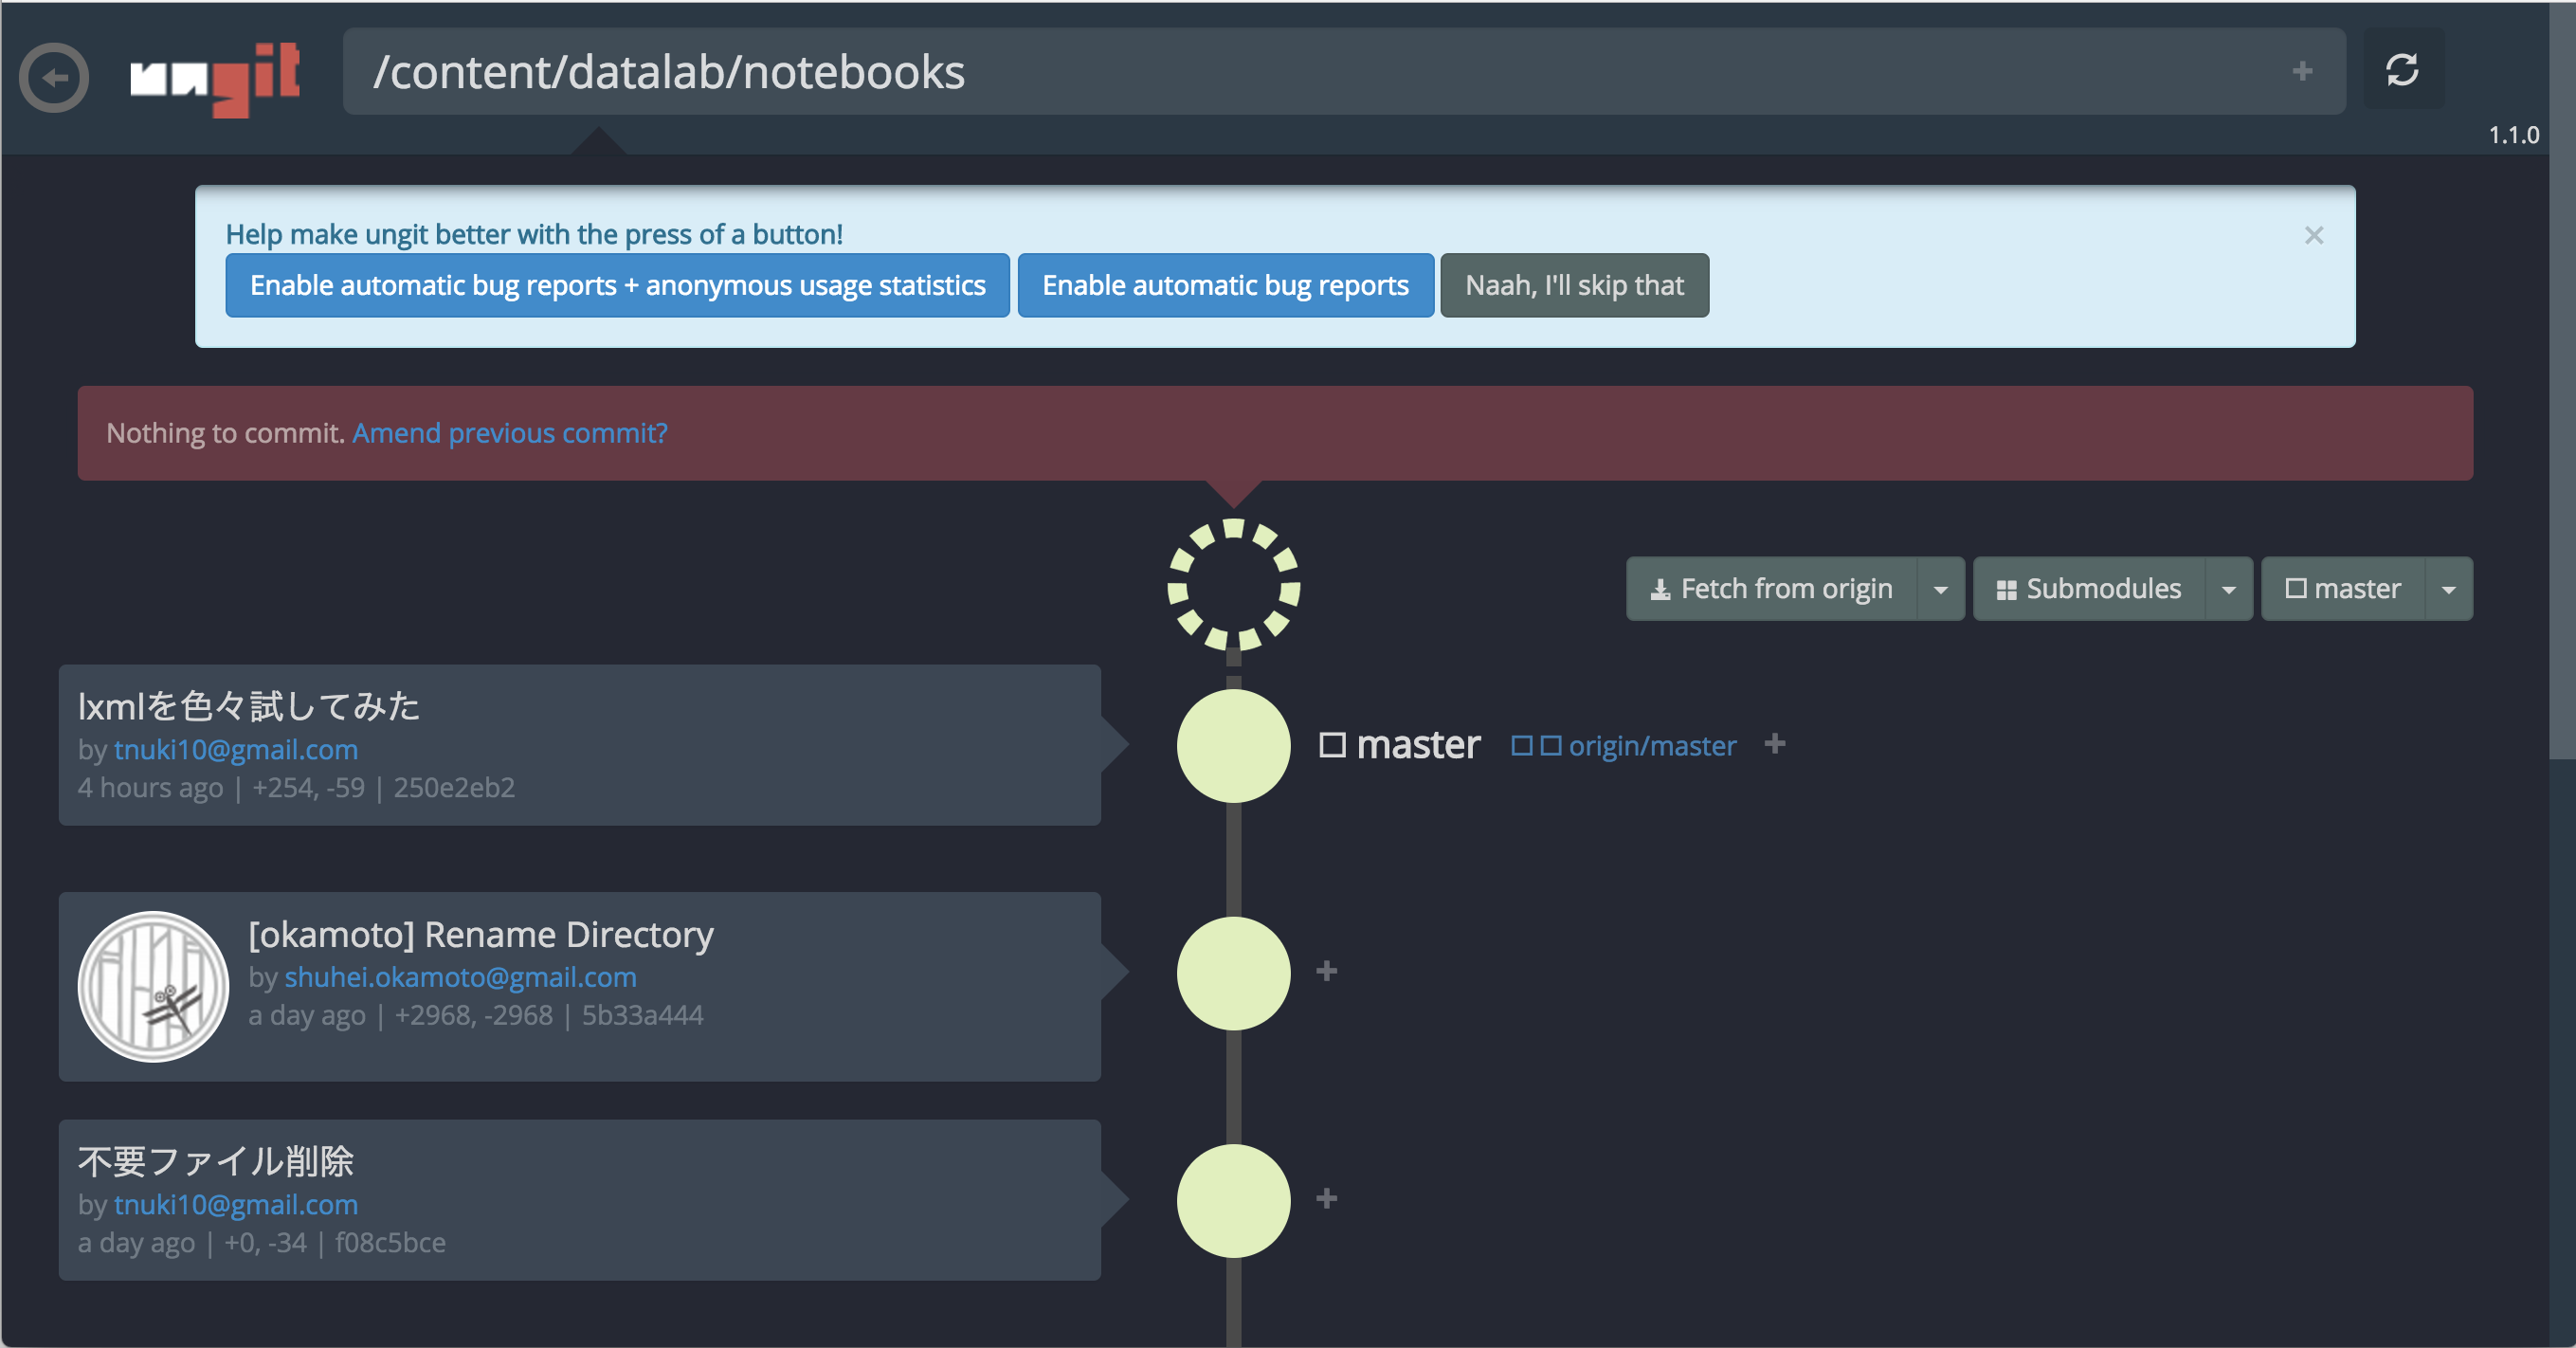 ungit
/content/datalab/notebooks
1.1.0
Help make ungit better with the press of a button!
Enable automatic bug reports + anonymous usage statistics Enable automatic bug reports Naah, I'll skip that
Nothing to commit. Amend previous commit?
Fetch from origin Submodules master
lxmlを色々試してみた
by tnuki10@gmail.com
4 hours ago | +254, -59 | 250e2eb2
master origin/master
[okamoto] Rename Directory
by shuhei.okamoto@gmail.com
a day ago | +2968, -2968 | 5b33a444
不要ファイル削除
by tnuki10@gmail.com
a day ago | +0, -34 | f08c5bce